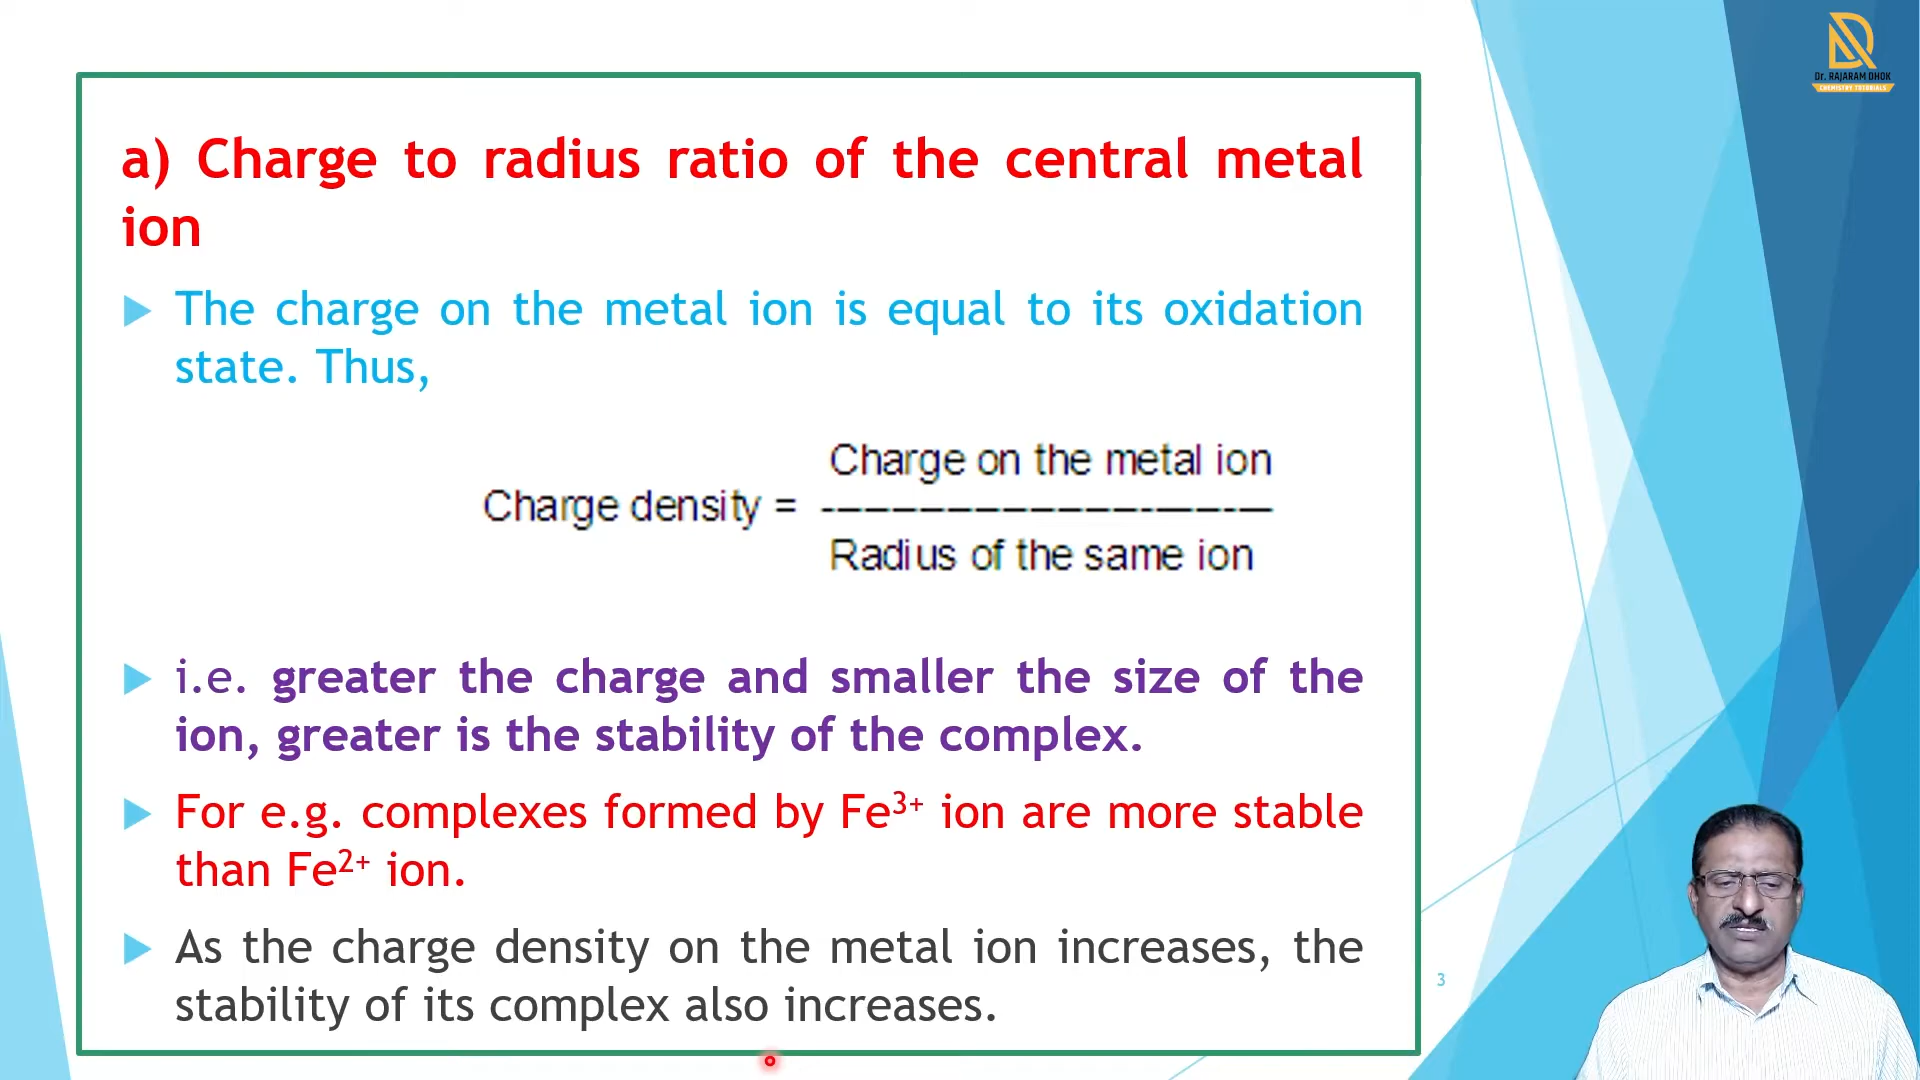 Dr. RAJARAM DHOK
CHEMISTRY TUTORIALS
a) Charge to radius ratio of the central metal
ion
The charge on the metal ion is equal to its oxidation
state. Thus,
Charge on the metal ion
Charge density = -----------------------
Radius of the same ion
i.e. greater the charge and smaller the size of the
ion, greater is the stability of the complex.
For e.g. complexes formed by Fe³⁺ ion are more stable
than Fe²⁺ ion.
As the charge density on the metal ion increases, the
stability of its complex also increases.
3